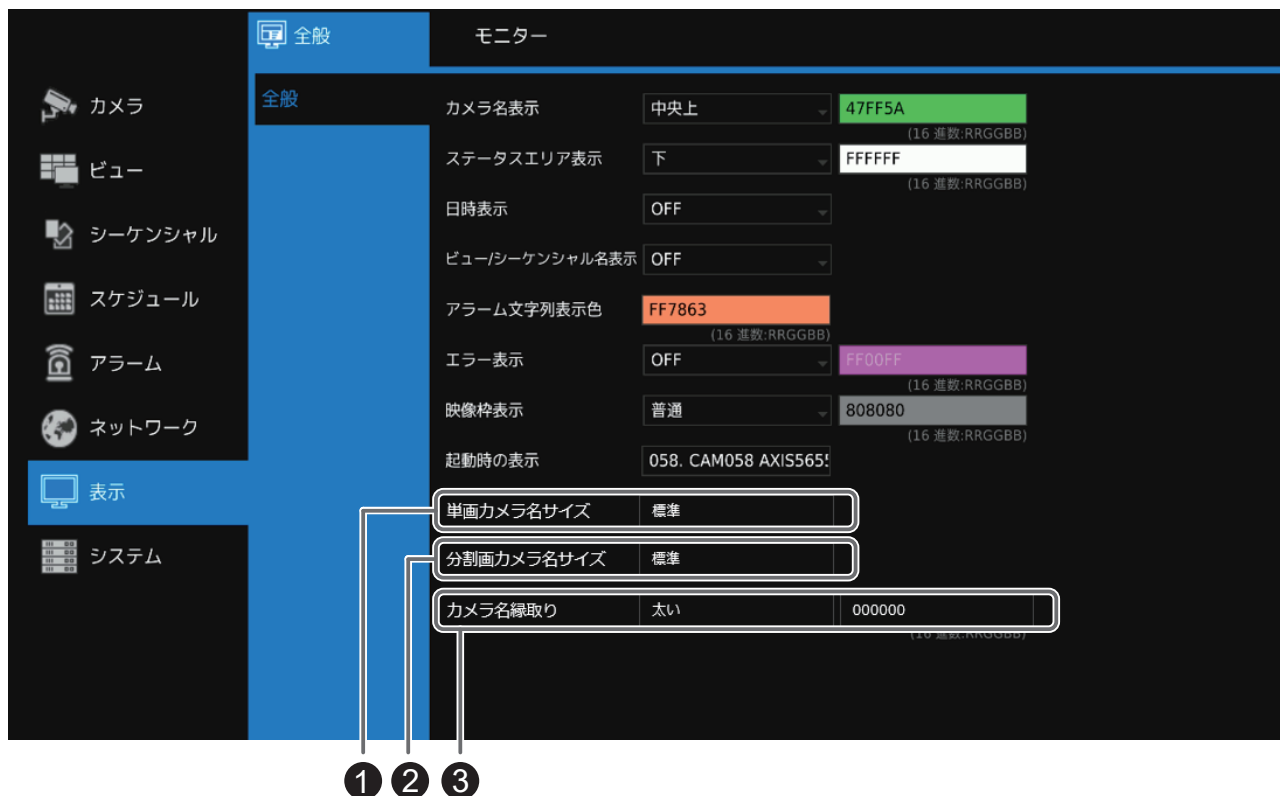 全般
モニター
カメラ
ビュー
シーケンシャル
スケジュール
アラーム
ネットワーク
表示
システム
全般
カメラ名表示 中央上 47FF5A
(16 進数:RRGGBB)
ステータスエリア表示 下 FFFFFF
(16 進数:RRGGBB)
日時表示 OFF
ビュー/シーケンシャル名表示 OFF
アラーム文字列表示色 FF7863
(16 進数:RRGGBB)
エラー表示 OFF FF00FF
(16 進数:RRGGBB)
映像枠表示 普通 808080
(16 進数:RRGGBB)
起動時の表示 058. CAM058 AXIS565
単画カメラ名サイズ 標準
分割画カメラ名サイズ 標準
カメラ名縁取り 太い 000000
(16 進数:RRGGBB)
1 2 3